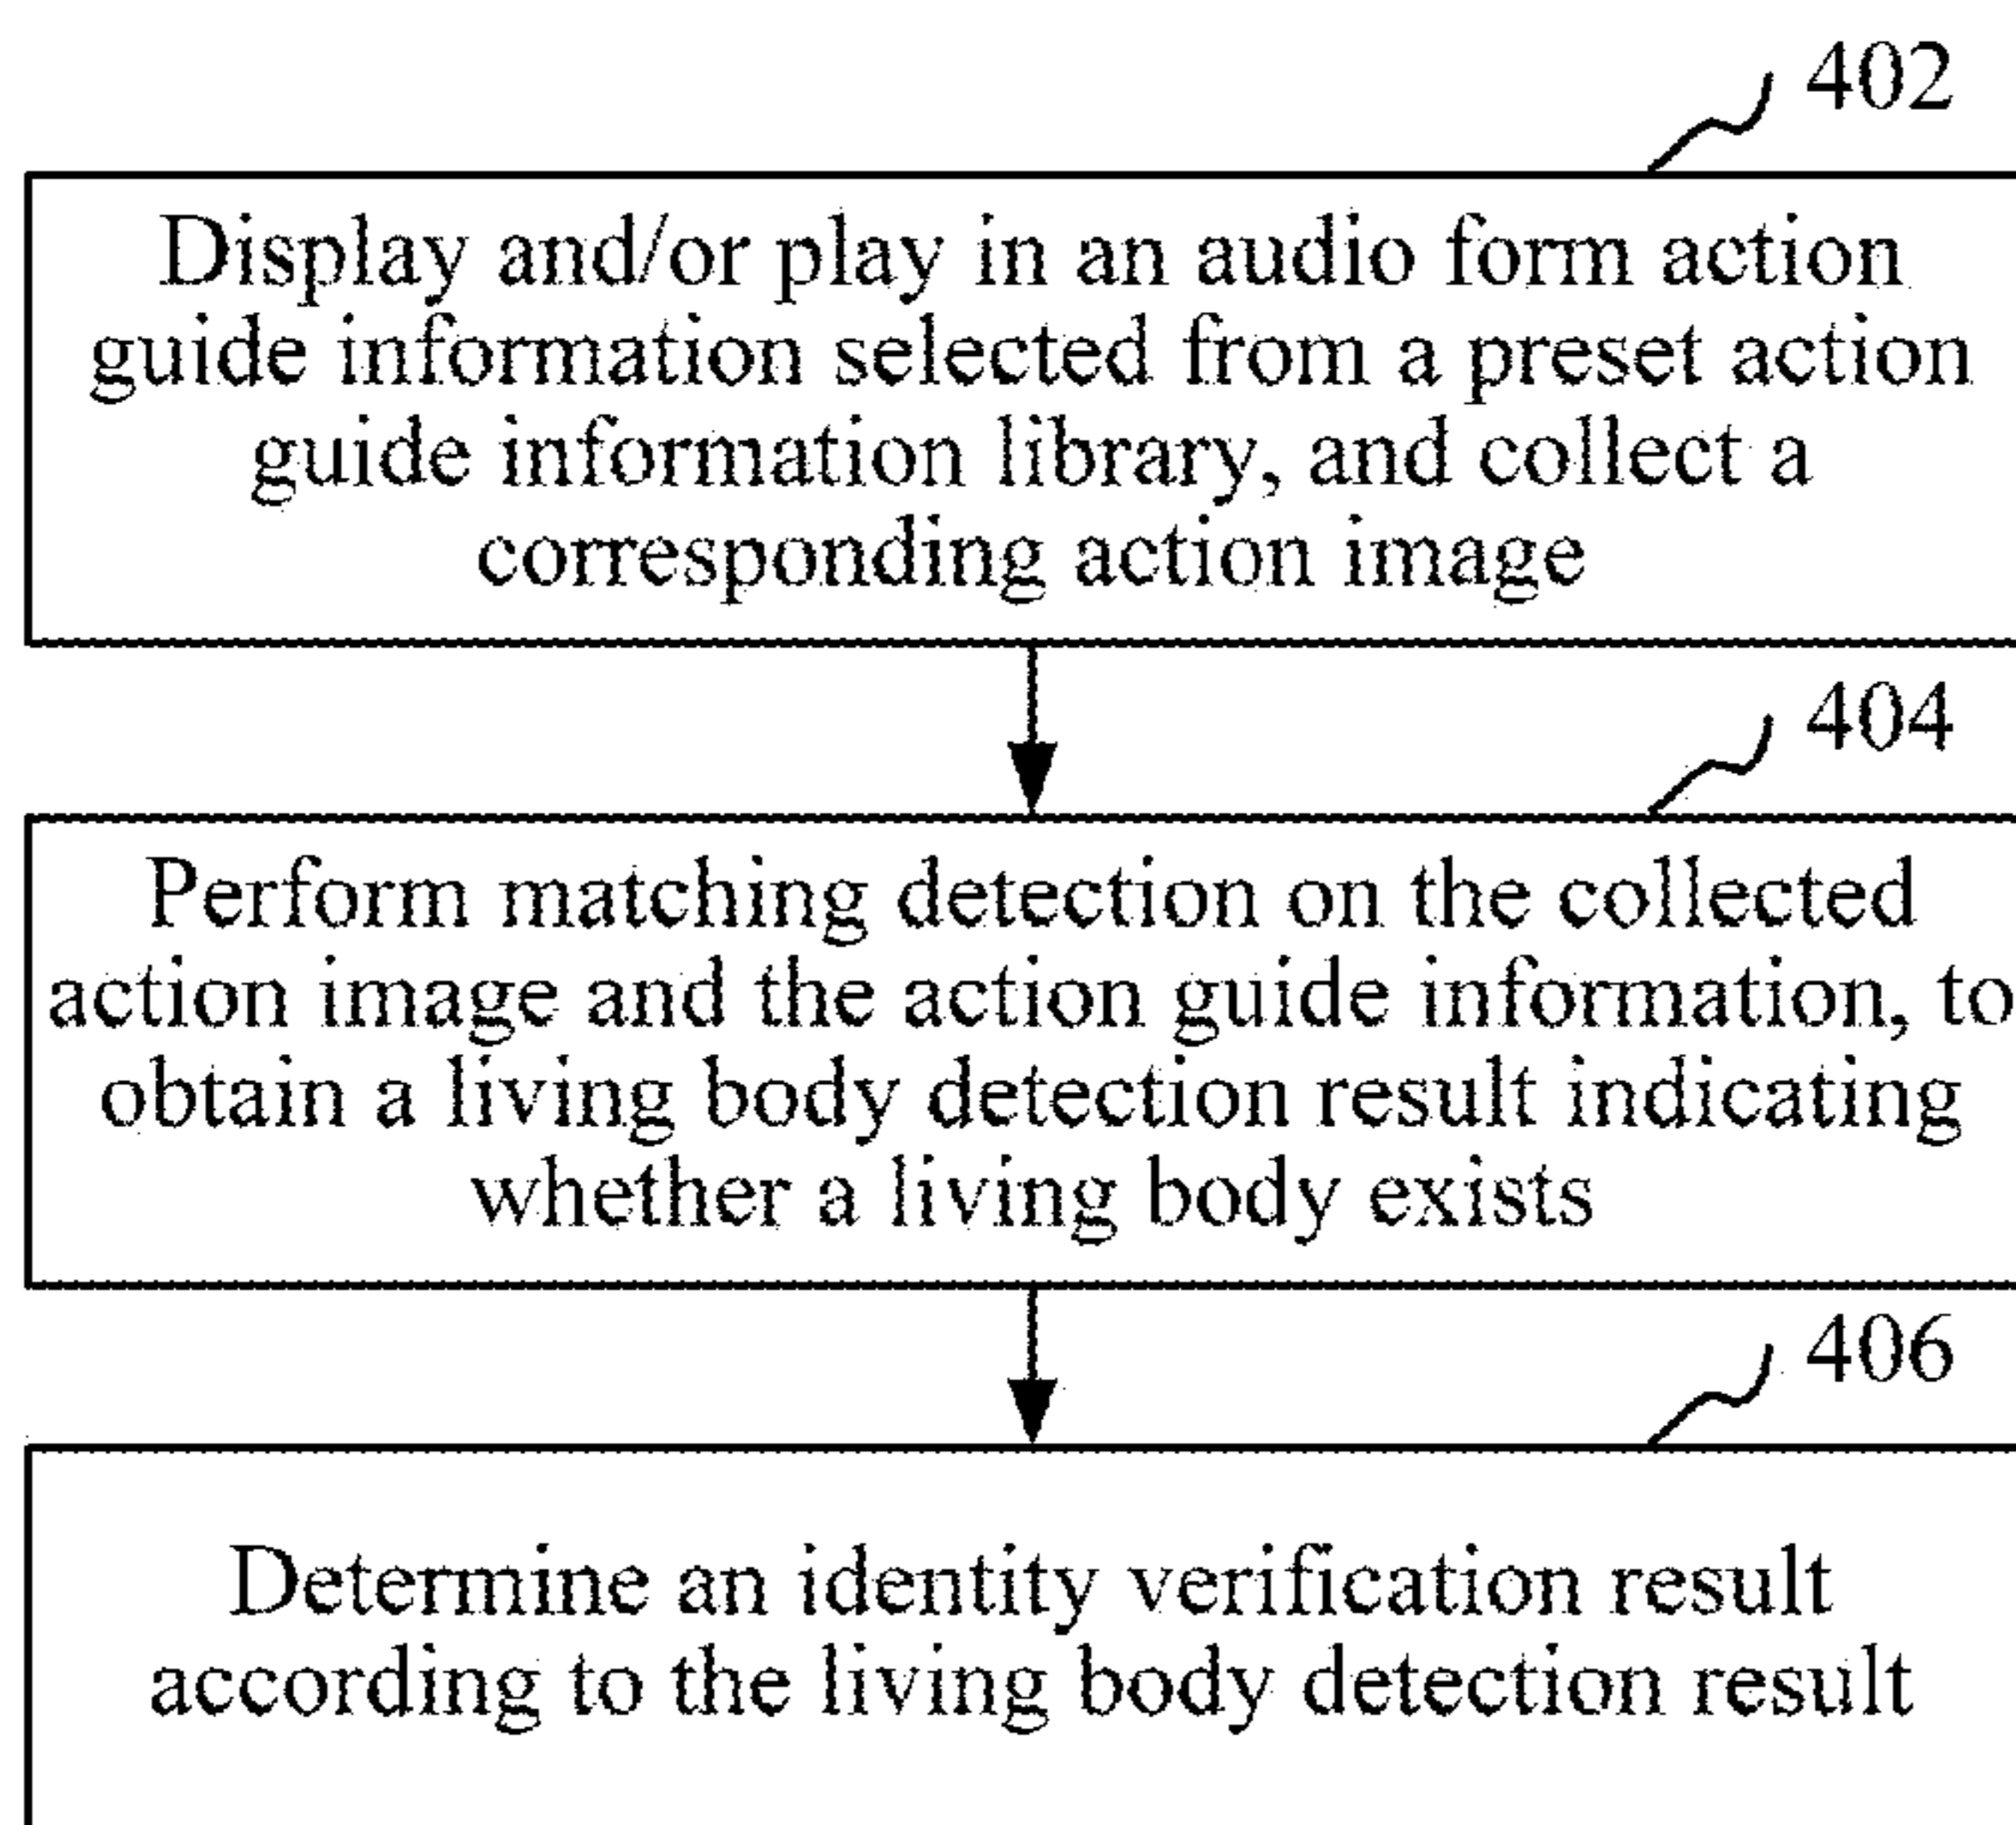 402
Display and/or play in an audio form action
guide information selected from a preset action
guide information library, and collect a
corresponding action image
404
Perform matching detection on the collected
action image and the action guide information, to
obtain a living body detection result indicating
whether a living body exists
406
Determine an identity verification result
according to the living body detection result